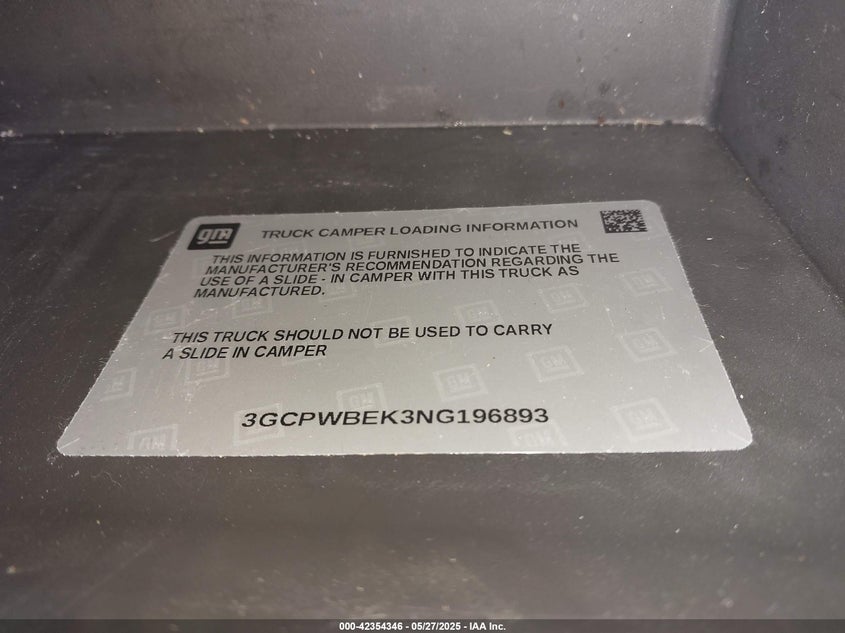 gm
TRUCK CAMPER LOADING INFORMATION
THIS INFORMATION IS FURNISHED TO INDICATE THE
MANUFACTURER'S RECOMMENDATION REGARDING THE
USE OF A SLIDE - IN CAMPER WITH THIS TRUCK AS
MANUFACTURED.
THIS TRUCK SHOULD NOT BE USED TO CARRY
A SLIDE IN CAMPER
3GCPWBEK3NG196893
000-42354346 - 05/27/2025 - IAA Inc.